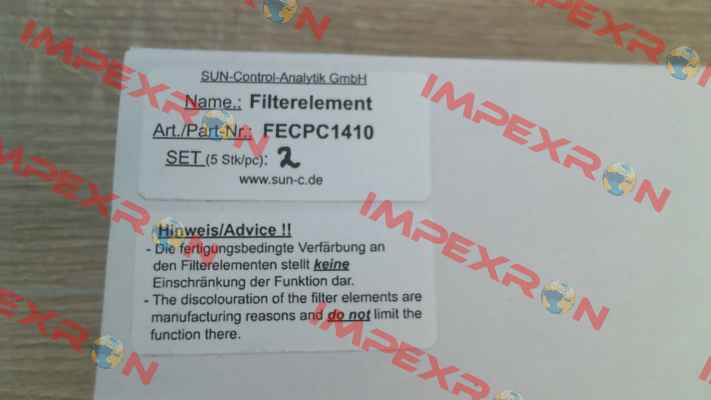 SUN-Control-Analytik GmbH
Name.: Filterelement
Art./Part-Nr.: FECPC1410
SET (5 Stk/pc): 2
www.sun-c.de
Hinweis/Advice !!
- Die fertigungsbedingte Verfärbung an
den Filterelementen stellt keine
Einschränkung der Funktion dar.
- The discolouration of the filter elements are
manufacturing reasons and do not limit the
function there.
IMPEXRON
IMPEXRON
IMPEXRON
IMPEXRON
IMPEXRON
IMPEXRON
IMPEXRON
IMPEXRON